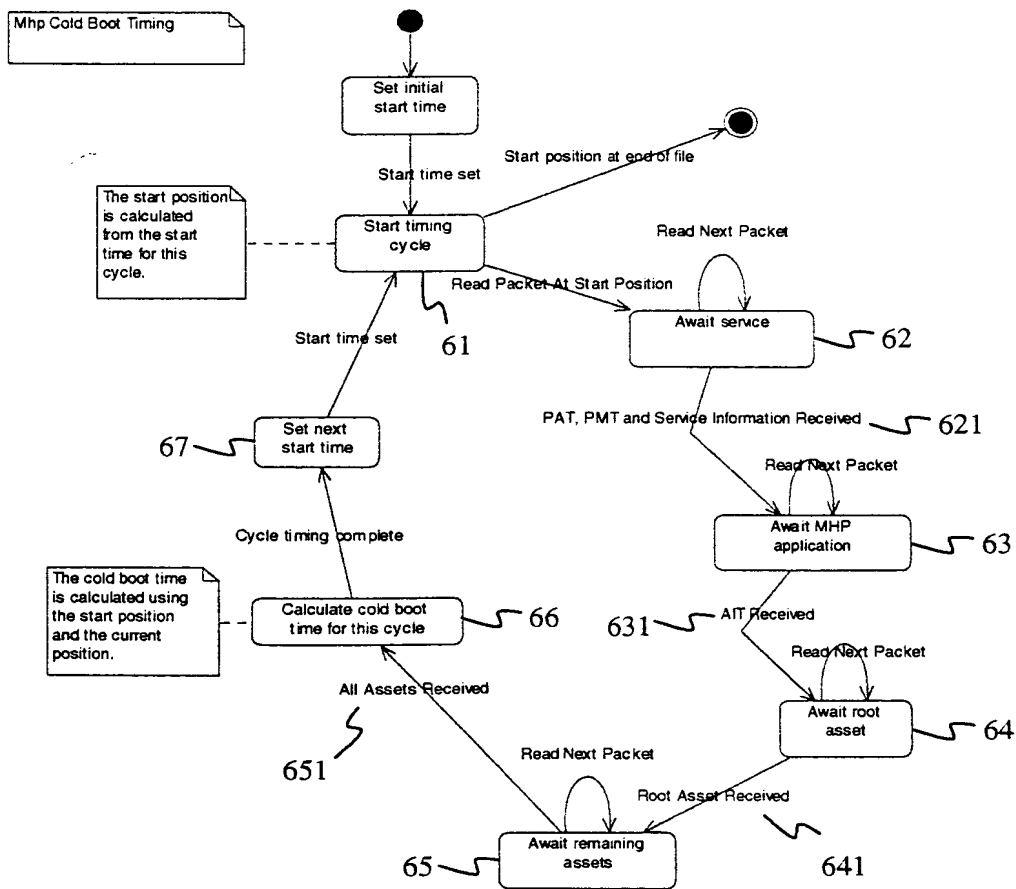 Mhp Cold Boot Timing
Set initial
start time
Start position at end of file
Start time set
The start position
is calculated
from the start
time for this
cycle.
Start timing
cycle
Read Next Packet
Read Packet At Start Position
61
Await service
62
Start time set
PAT, PMT and Service Information Received
621
Set next
start time
67
Read Next Packet
Await MHP
application
63
Cycle timing complete
The cold boot time
is calculated using
the start position
and the current
position.
Calculate cold boot
time for this cycle
66
631
AIT Received
Read Next Packet
Await root
asset
64
All Assets Received
651
Read Next Packet
Root Asset Received
641
Await remaining
assets
65